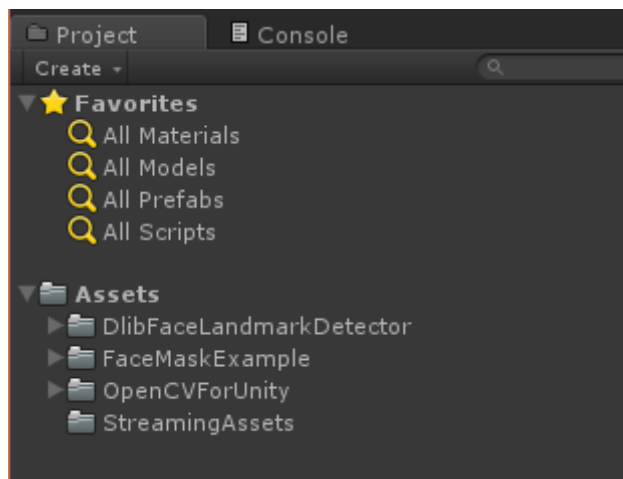 Project Console
Create
Favorites
All Materials
All Models
All Prefabs
All Scripts
Assets
DlibFaceLandmarkDetector
FaceMaskExample
OpenCVForUnity
StreamingAssets